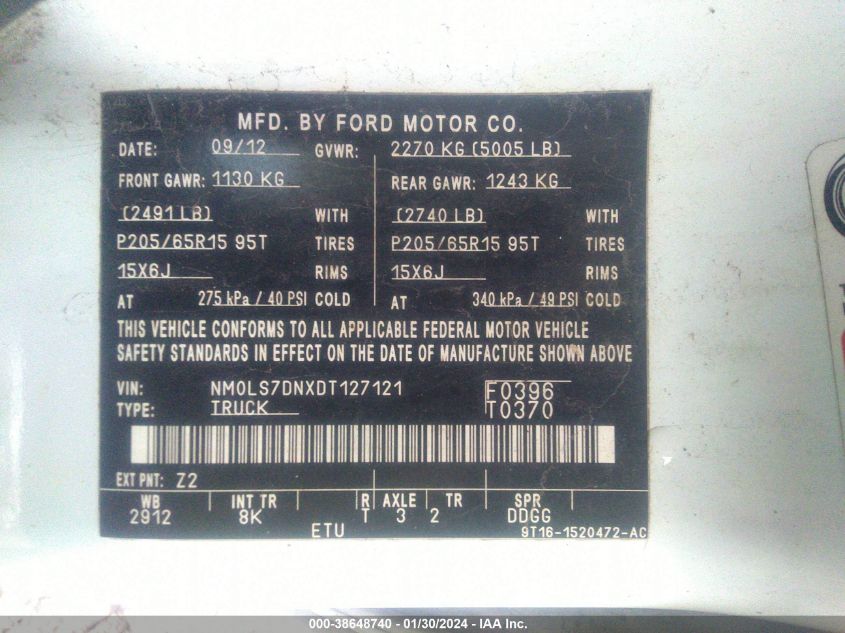 MFD. BY FORD MOTOR CO.
DATE: 09/12 GVWR: 2270 KG (5005 LB)
FRONT GAWR: 1130 KG REAR GAWR: 1243 KG
(2491 LB) WITH (2740 LB) WITH
P205/65R15 95T TIRES P205/65R15 95T TIRES
15X6J RIMS 15X6J RIMS
AT 275 kPa / 40 PSI COLD AT 340 kPa / 49 PSI COLD
THIS VEHICLE CONFORMS TO ALL APPLICABLE FEDERAL MOTOR VEHICLE
SAFETY STANDARDS IN EFFECT ON THE DATE OF MANUFACTURE SHOWN ABOVE
VIN: NM0LS7DNXDT127121 F0396
TYPE: TRUCK T0370
EXT PNT: Z2
WB INT TR R AXLE TR SPR
2912 8K T 3 2 DDGG
ETU 9T16-1520472-AC
000-38648740 - 01/30/2024 - IAA Inc.